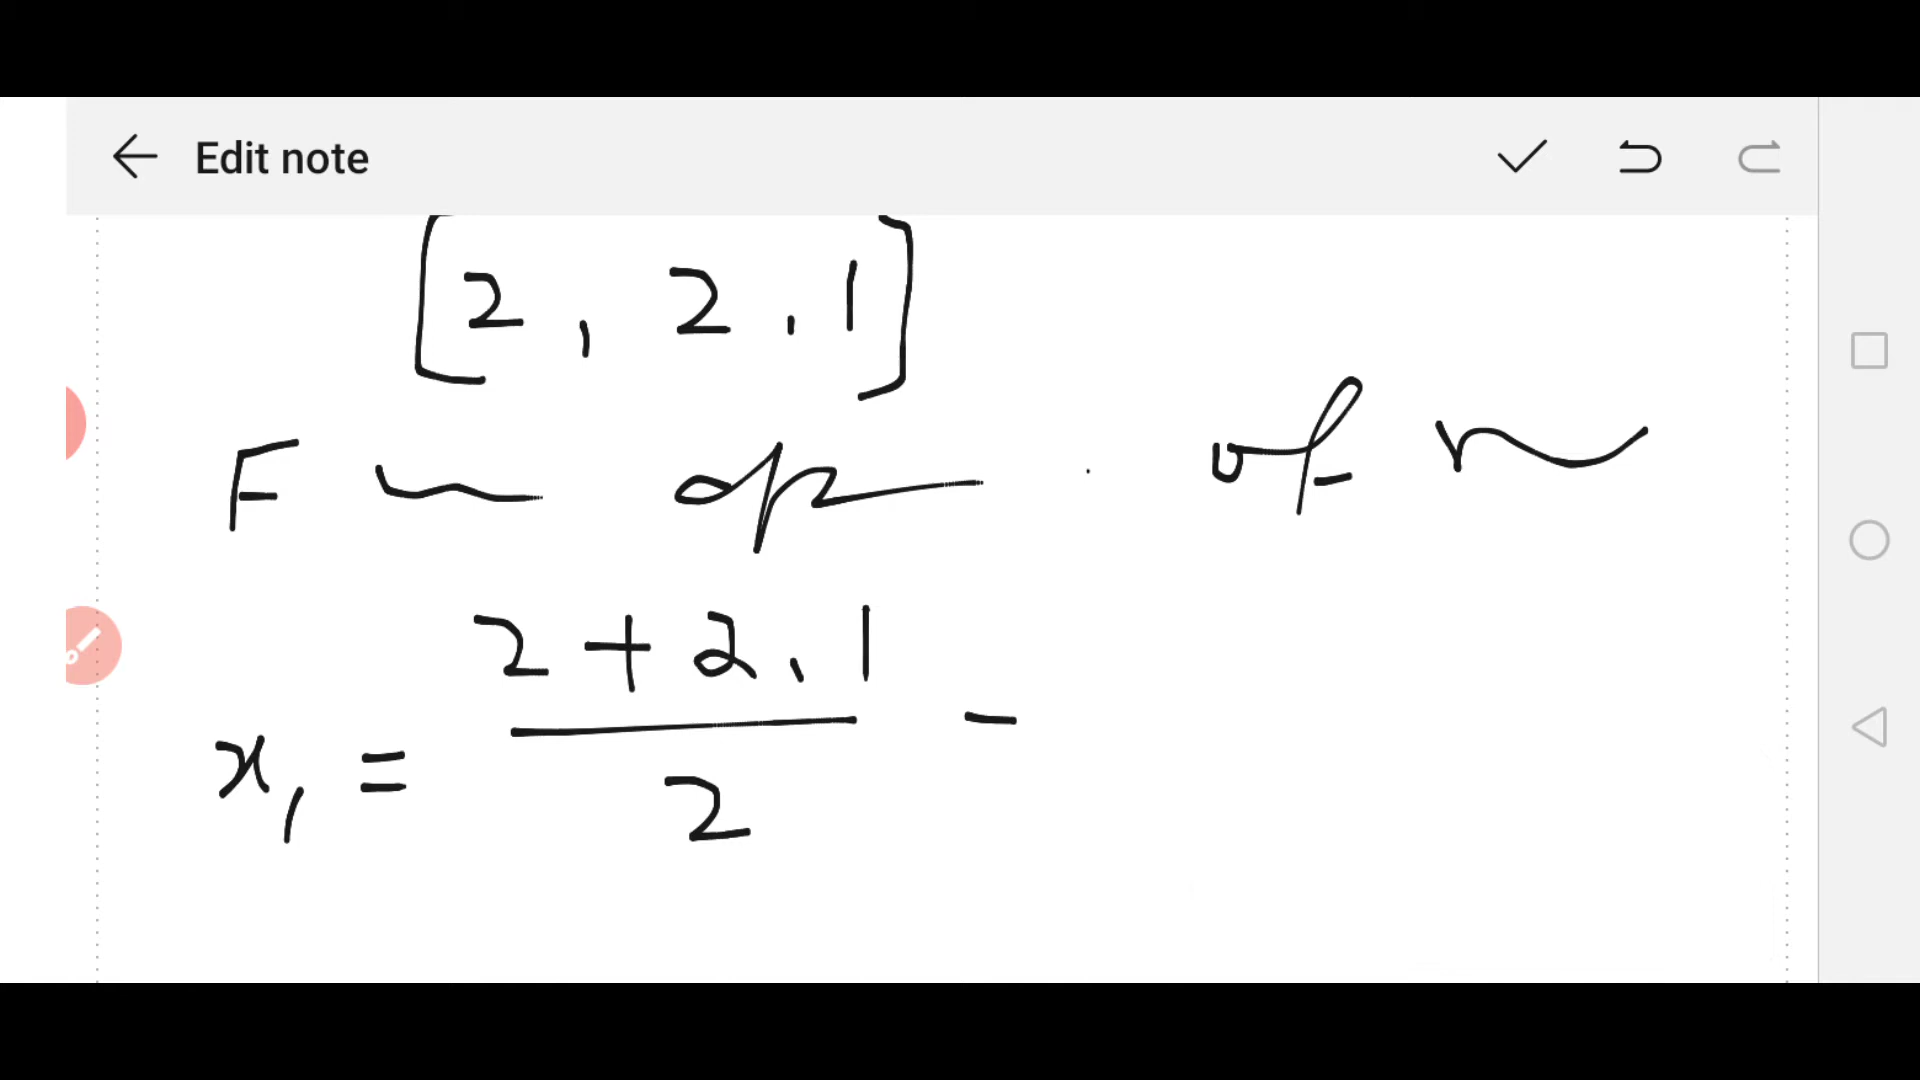 Edit note
[2, 2.1]
F of
x₁ = (2 + 2.1) / 2 -